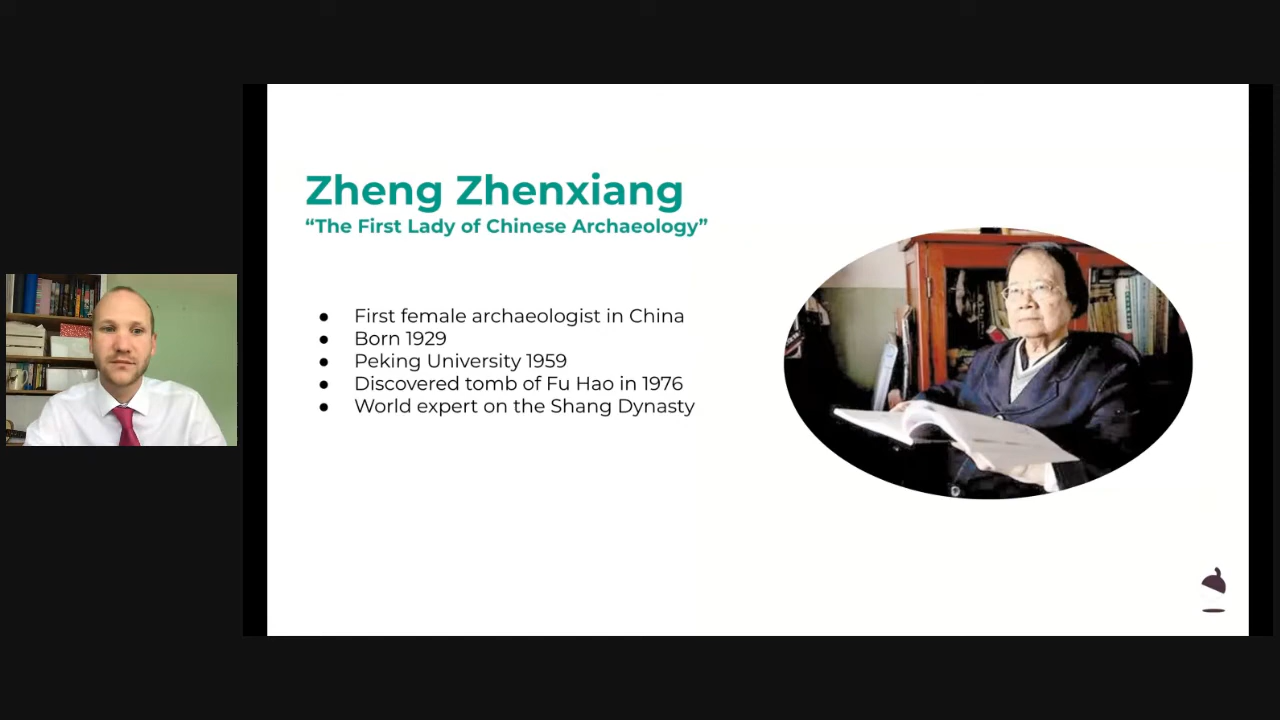 Zheng Zhenxiang
“The First Lady of Chinese Archaeology”
● First female archaeologist in China
● Born 1929
● Peking University 1959
● Discovered tomb of Fu Hao in 1976
● World expert on the Shang Dynasty